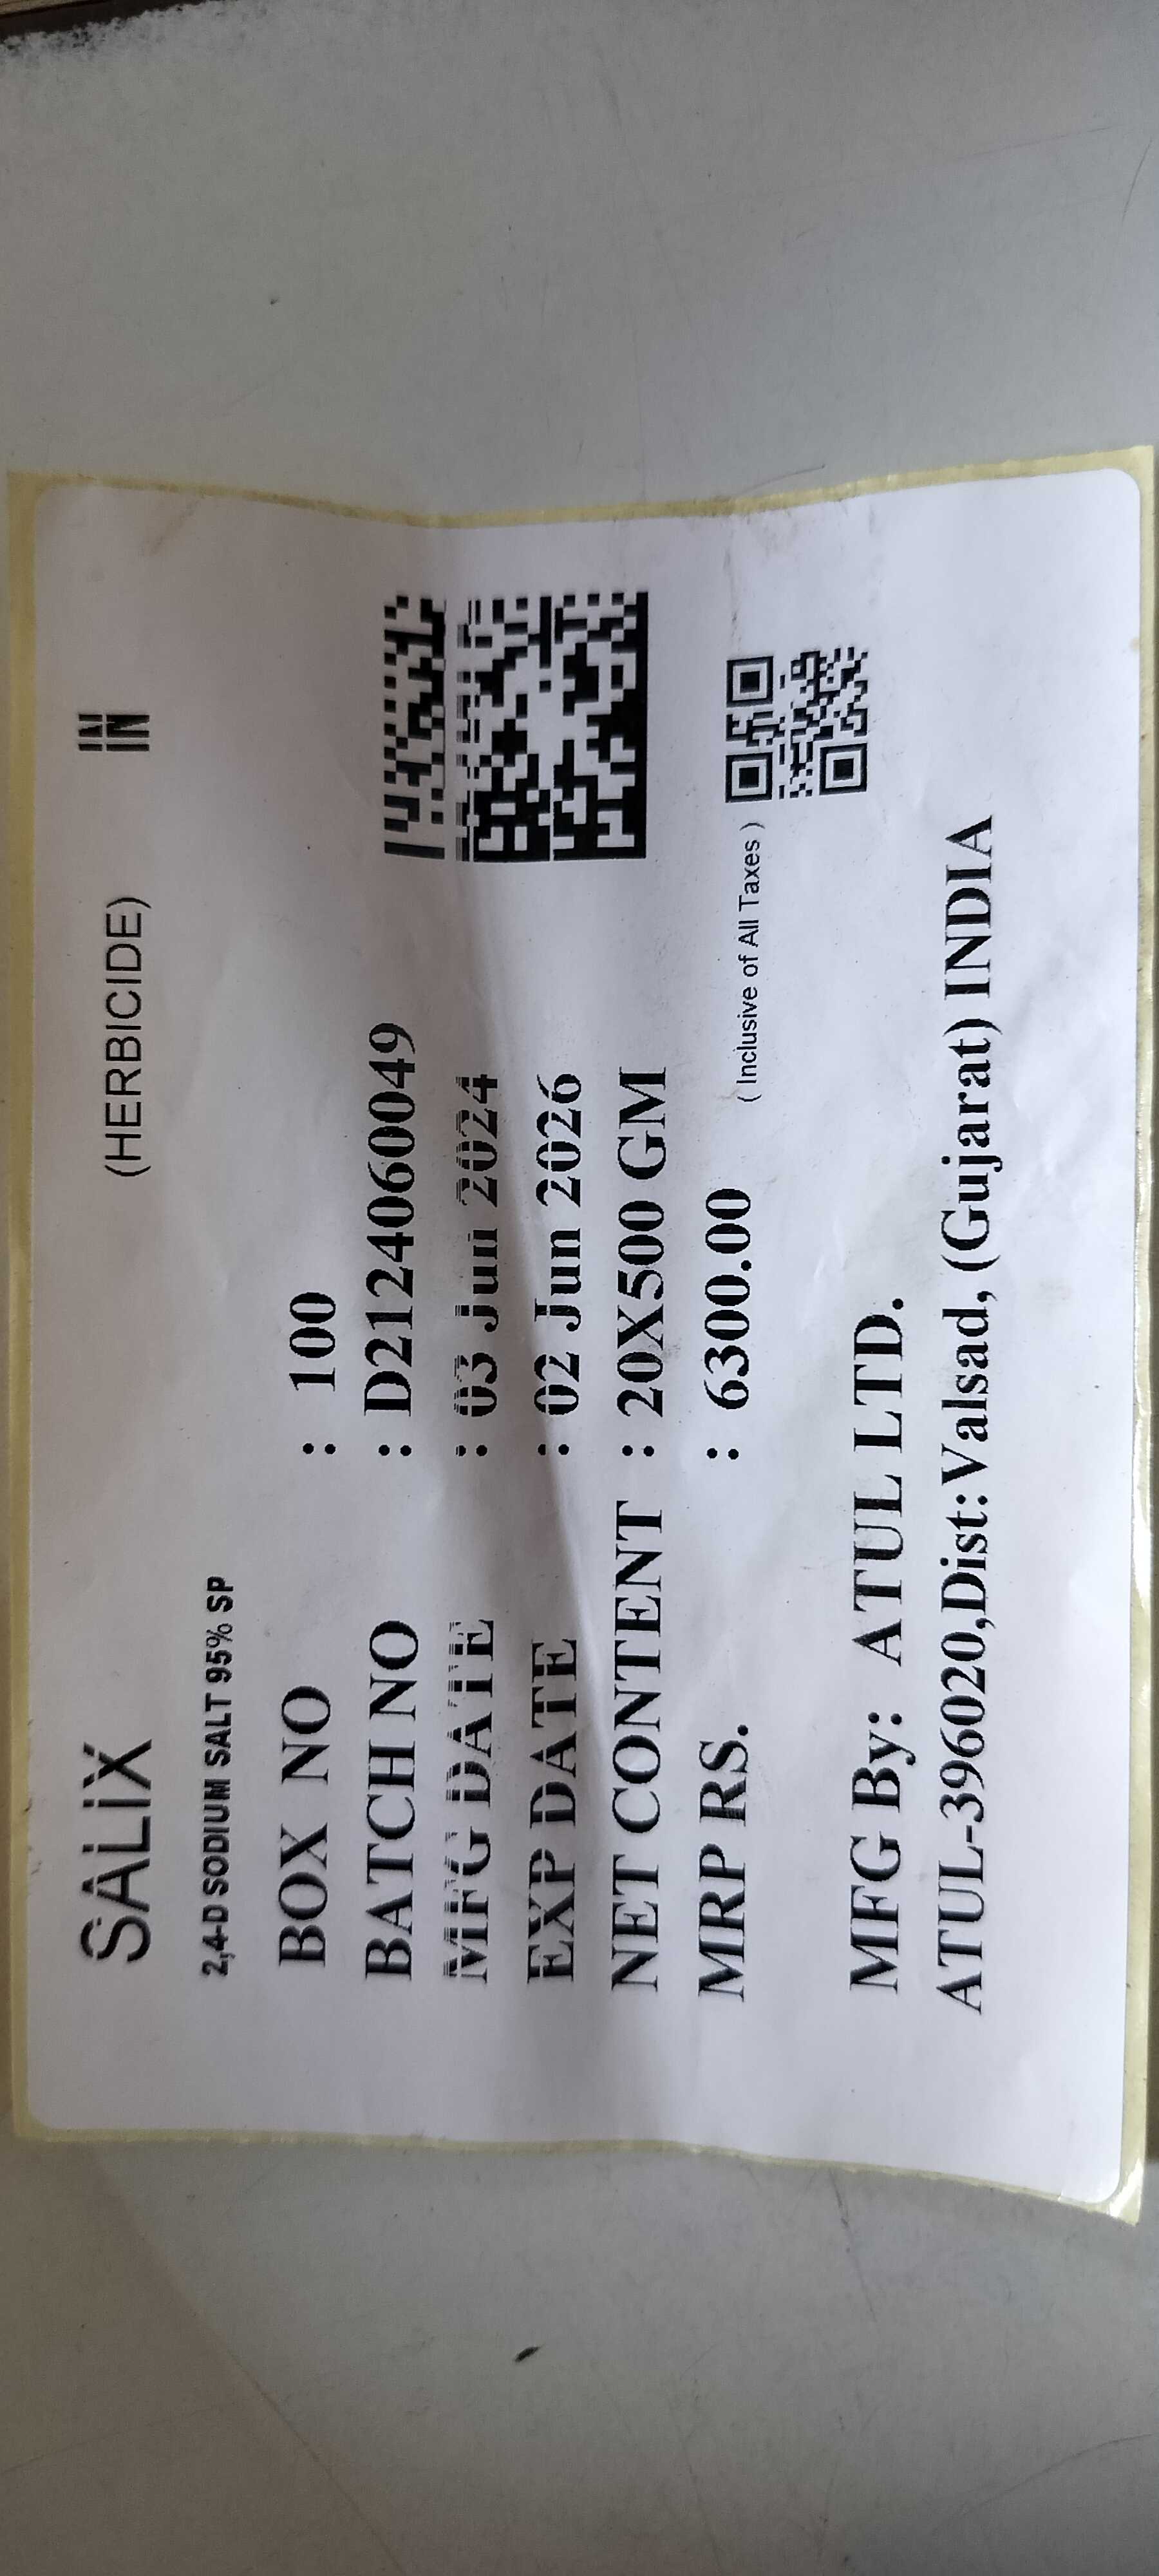 SALiX (HERBICIDE) IN
2,4-D SODIUM SALT 95% SP
BOX NO : 100
BATCH NO : D2124060049
MFG DATE : 03 Jun 2024
EXP DATE : 02 Jun 2026
NET CONTENT : 20X500 GM
MRP RS. : 6300.00 ( Inclusive of All Taxes )
MFG By: ATUL LTD.
ATUL-396020,Dist:Valsad, (Gujarat) INDIA